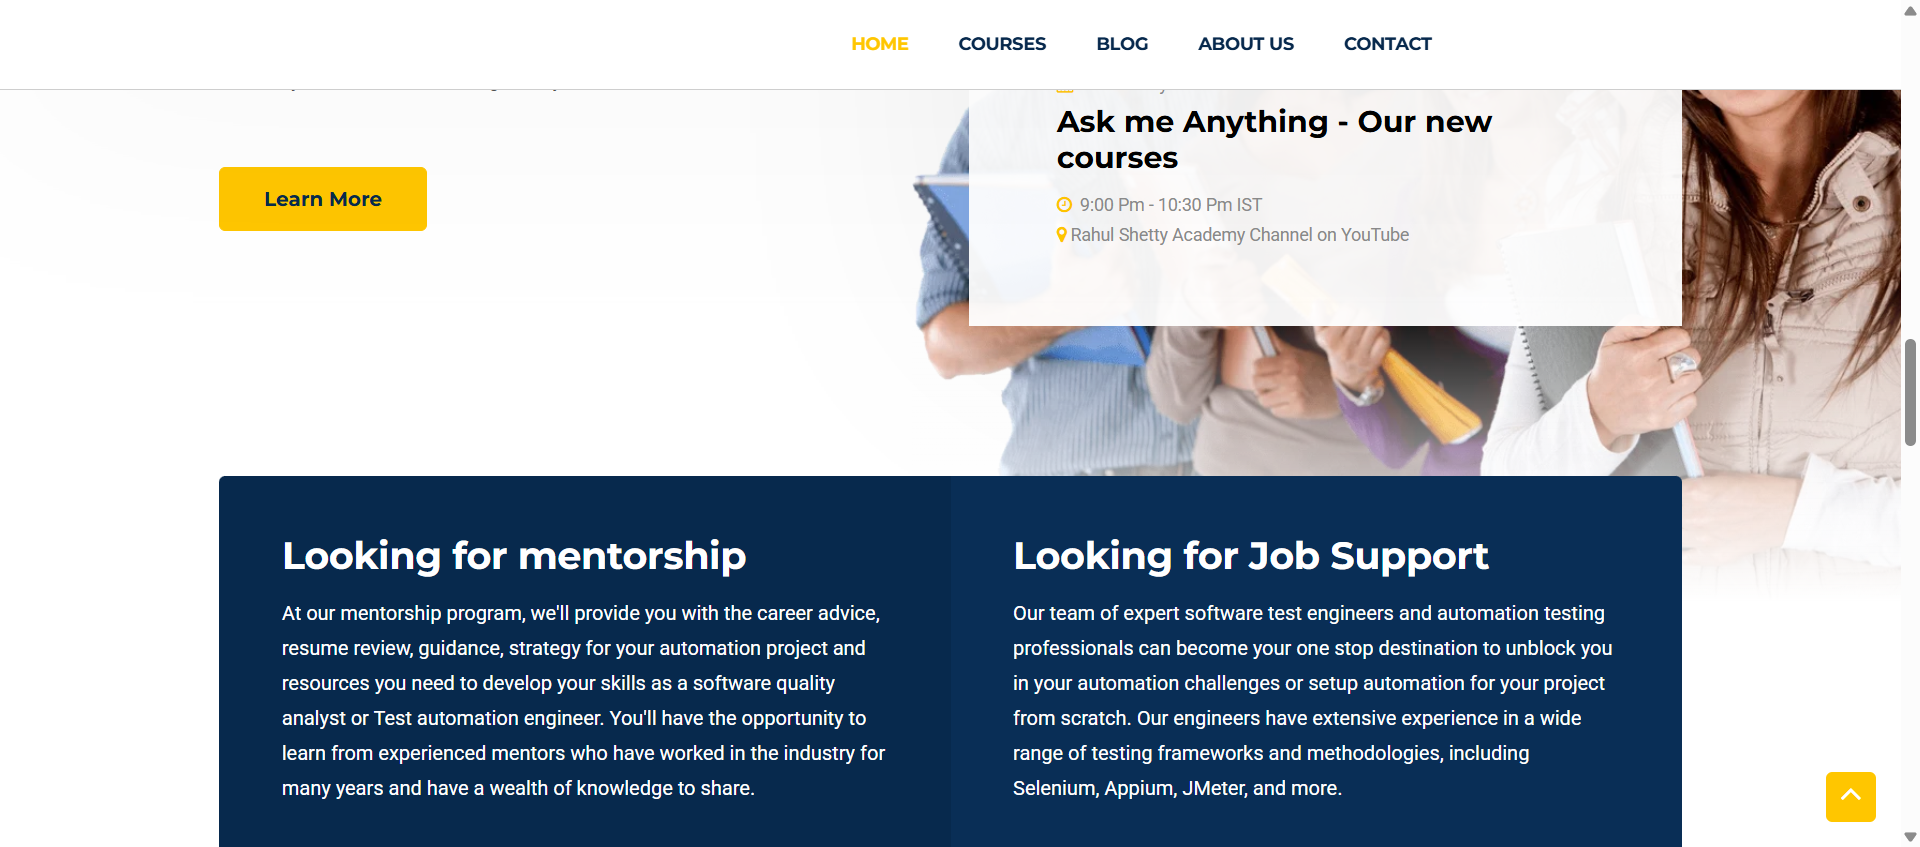 HOME COURSES BLOG ABOUT US CONTACT
Learn More
Ask me Anything - Our new
courses
9:00 Pm - 10:30 Pm IST
Rahul Shetty Academy Channel on YouTube
Looking for mentorship
At our mentorship program, we'll provide you with the career advice,
resume review, guidance, strategy for your automation project and
resources you need to develop your skills as a software quality
analyst or Test automation engineer. You'll have the opportunity to
learn from experienced mentors who have worked in the industry for
many years and have a wealth of knowledge to share.
Looking for Job Support
Our team of expert software test engineers and automation testing
professionals can become your one stop destination to unblock you
in your automation challenges or setup automation for your project
from scratch. Our engineers have extensive experience in a wide
range of testing frameworks and methodologies, including
Selenium, Appium, JMeter, and more.